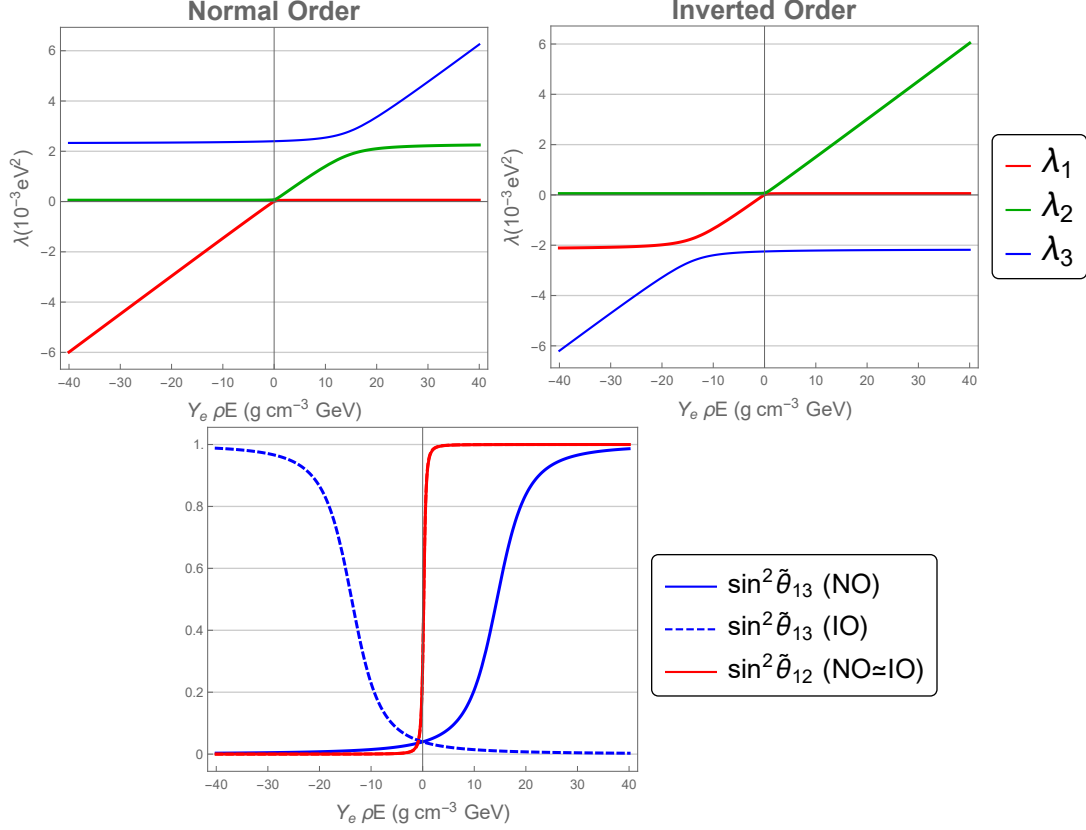 Normal Order
6
4
2
0
−2
−4
−6
λ(10⁻³eV²)
−40 −30 −20 −10 0 10 20 30 40
Yₑ ρE (g cm⁻³ GeV)
Inverted Order
6
4
2
0
−2
−4
−6
λ(10⁻³eV²)
−40 −30 −20 −10 0 10 20 30 40
Yₑ ρE (g cm⁻³ GeV)
λ₁
λ₂
λ₃
1.
0.8
0.6
0.4
0.2
0
−40 −30 −20 −10 0 10 20 30 40
Yₑ ρE (g cm⁻³ GeV)
sin² θ̃₁₃ (NO)
sin² θ̃₁₃ (IO)
sin² θ̃₁₂ (NO≃IO)